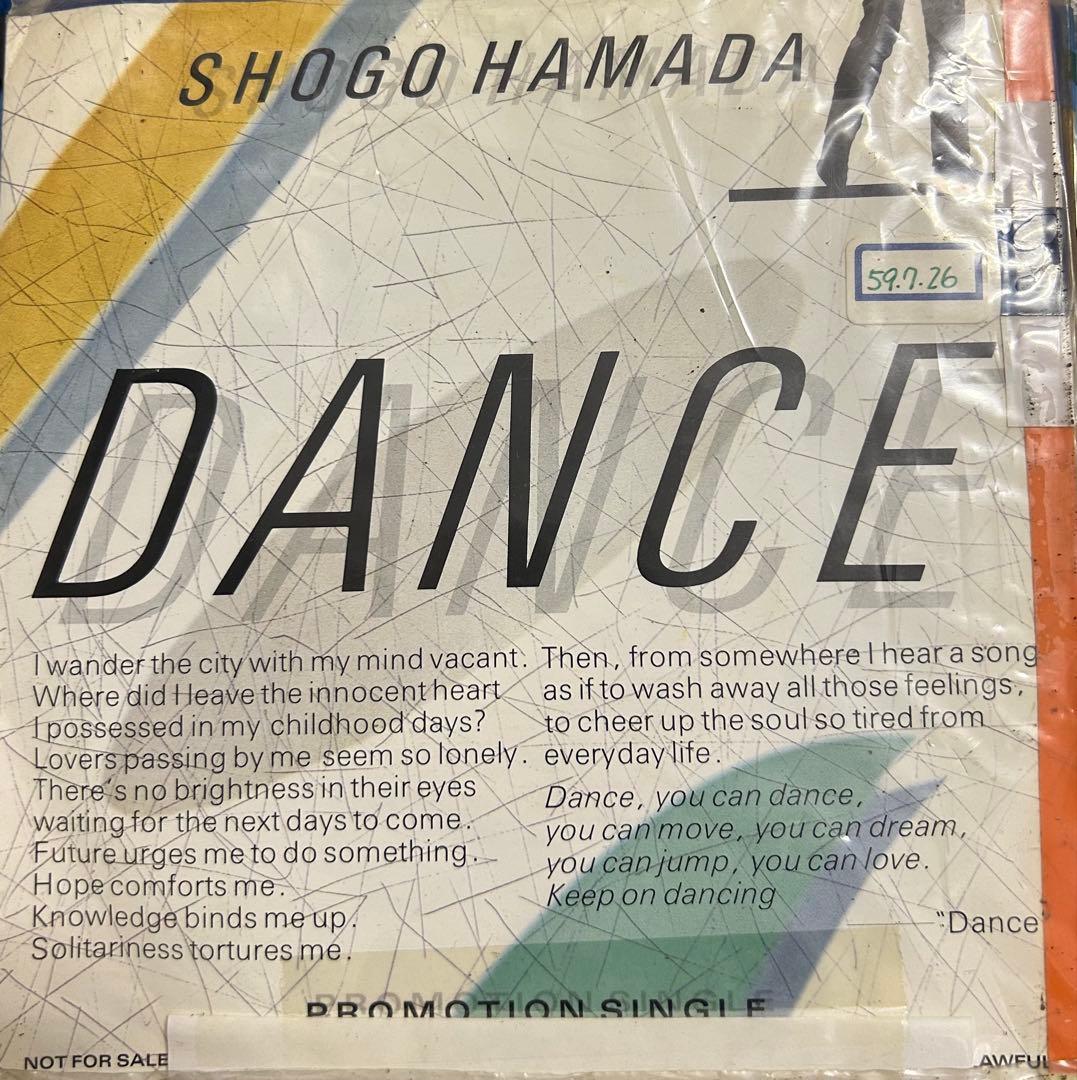 SHOGO HAMADA
59.7.26
DANCE
I wander the city with my mind vacant.
Where did I leave the innocent heart
I possessed in my childhood days?
Lovers passing by me seem so lonely.
There's no brightness in their eyes
waiting for the next days to come.
Future urges me to do something.
Hope comforts me.
Knowledge binds me up.
Solitariness tortures me.
Then, from somewhere I hear a song
as if to wash away all those feelings,
to cheer up the soul so tired from
everyday life.
Dance, you can dance,
you can move, you can dream,
you can jump, you can love.
Keep on dancing
"Dance"
PROMOTION SINGLE
NOT FOR SALE